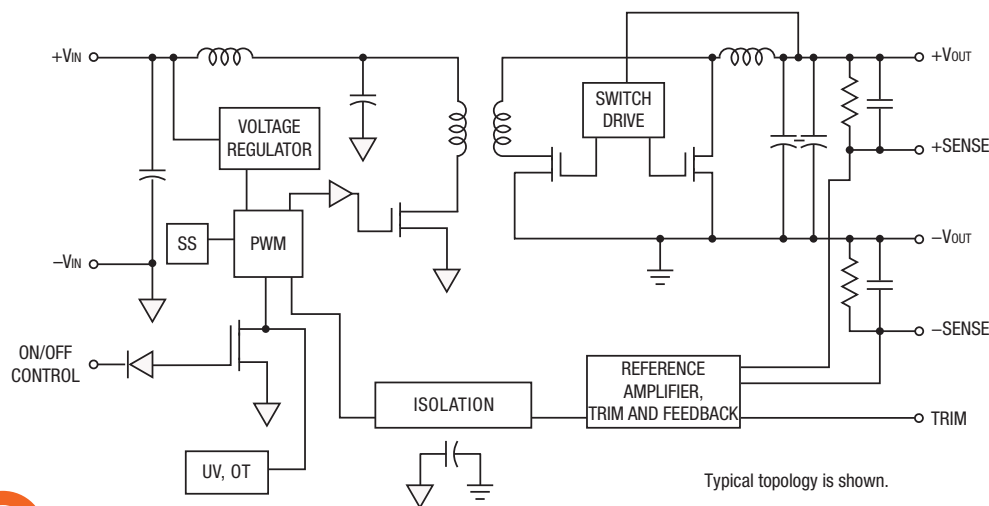 +VIN
+VOUT
SWITCH
DRIVE
VOLTAGE
REGULATOR
+SENSE
SS
PWM
−VOUT
−VIN
−SENSE
ON/OFF
CONTROL
REFERENCE
AMPLIFIER,
TRIM AND FEEDBACK
ISOLATION
TRIM
UV, OT
Typical topology is shown.